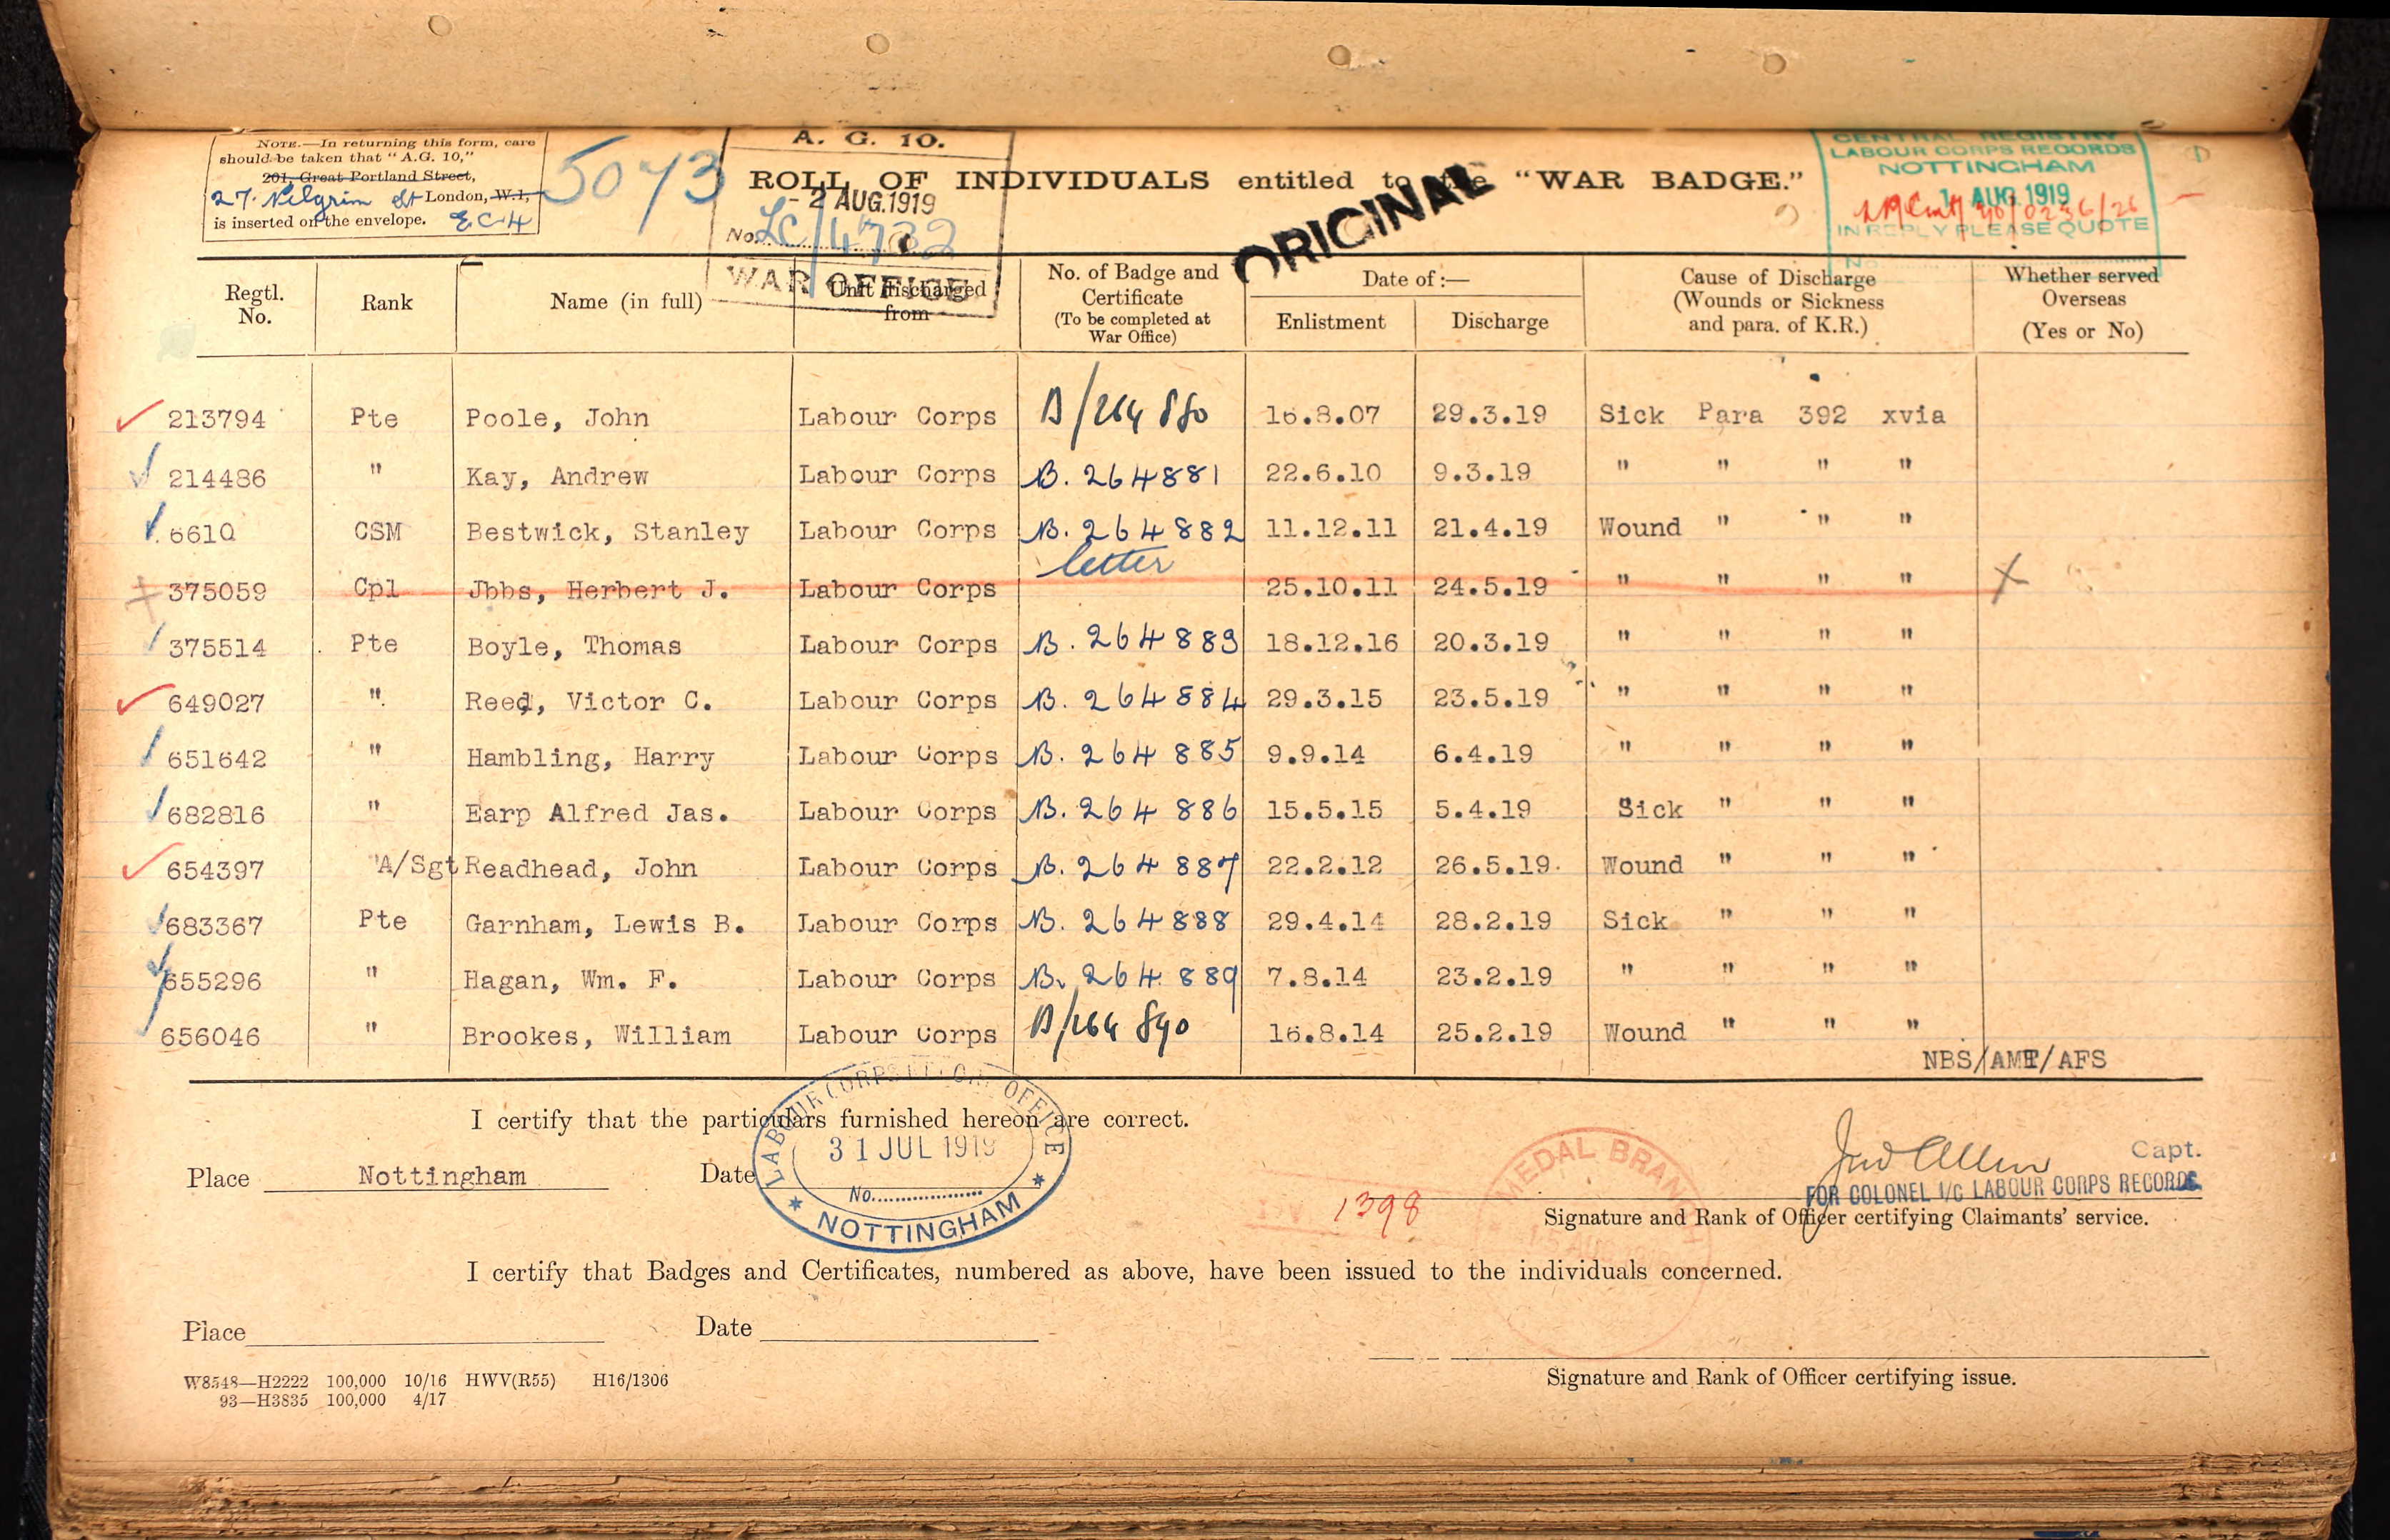 NOTE.—In returning this form, care
should be taken that "A.G. 10,"
201, Great Portland Street,
27. Pilgrim St London, W.1,
is inserted on the envelope. E.C.4
5073
A. G. 10.
- 2 AUG.1919
No. LC/4732
WAR OFFICE
ROLL OF INDIVIDUALS entitled to the "WAR BADGE."
ORIGINAL
CENTRAL REGISTRY
LABOUR CORPS RECORDS
NOTTINGHAM
1 AUG. 1919
IN REPLY PLEASE QUOTE
No
Regtl. No. Rank Name (in full) Unit discharged from No. of Badge and Certificate (To be completed at War Office) Date of :— Enlistment Discharge Cause of Discharge (Wounds or Sickness and para. of K.R.) Whether served Overseas (Yes or No)
213794 Pte Poole, John Labour Corps B/264880 16.8.07 29.3.19 Sick Para 392 xvia
214486 " Kay, Andrew Labour Corps B. 264881 22.6.10 9.3.19 " " " "
661Q CSM Bestwick, Stanley Labour Corps B. 264882 11.12.11 21.4.19 Wound " " "
letter
375059 Cpl Jbbs, Herbert J. Labour Corps 25.10.11 24.5.19 " " " " X
375514 Pte Boyle, Thomas Labour Corps B. 264883 18.12.16 20.3.19 " " " "
649027 " Reed, Victor C. Labour Corps B. 264884 29.3.15 23.5.19 " " " "
651642 " Hambling, Harry Labour Corps B. 264885 9.9.14 6.4.19 " " " "
682816 " Earp Alfred Jas. Labour Corps B. 264886 15.5.15 5.4.19 Sick " " "
654397 "A/Sgt Readhead, John Labour Corps B. 264887 22.2.12 26.5.19. Wound " " "
683367 Pte Garnham, Lewis B. Labour Corps B. 264888 29.4.14 28.2.19 Sick " " "
655296 " Hagan, Wm. F. Labour Corps B. 264889 7.8.14 23.2.19 " " " "
656046 " Brookes, William Labour Corps B/264890 16.8.14 25.2.19 Wound " " "
NBS/AMT/AFS
I certify that the particulars furnished hereon are correct.
LABOUR CORPS OFFICE
31 JUL 1919
No.
NOTTINGHAM
Place Nottingham Date
1398
MEDAL BRANCH
Capt.
FOR COLONEL I/C LABOUR CORPS RECORDS.
Signature and Rank of Officer certifying Claimants' service.
I certify that Badges and Certificates, numbered as above, have been issued to the individuals concerned.
Place Date
W8548—H2222 100,000 10/16 HWV(R55) H16/1306
93—H3835 100,000 4/17
Signature and Rank of Officer certifying issue.